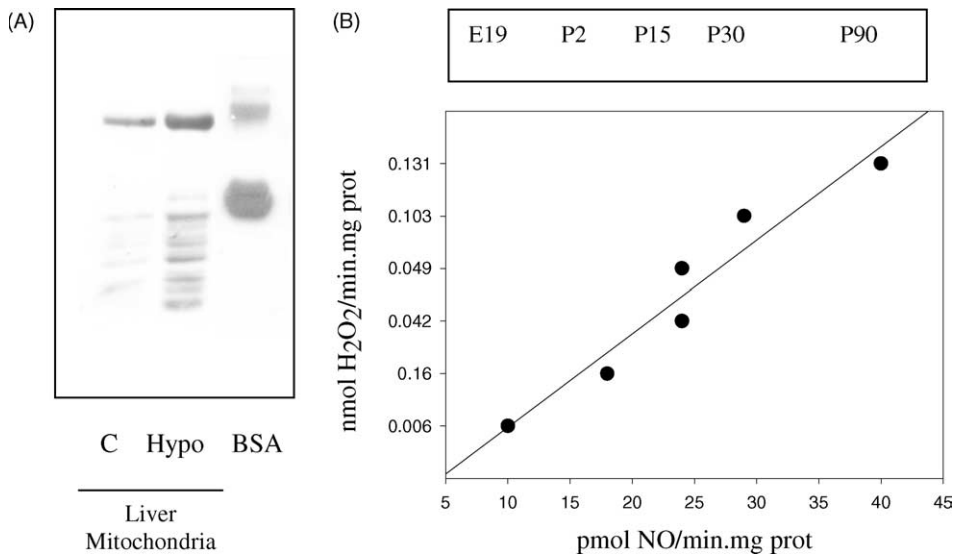 (A)
C Hypo BSA
Liver
Mitochondria
(B)
E19 P2 P15 P30 P90
nmol H2O2/min.mg prot
0.131
0.103
0.049
0.042
0.16
0.006
5 10 15 20 25 30 35 40 45
pmol NO/min.mg prot